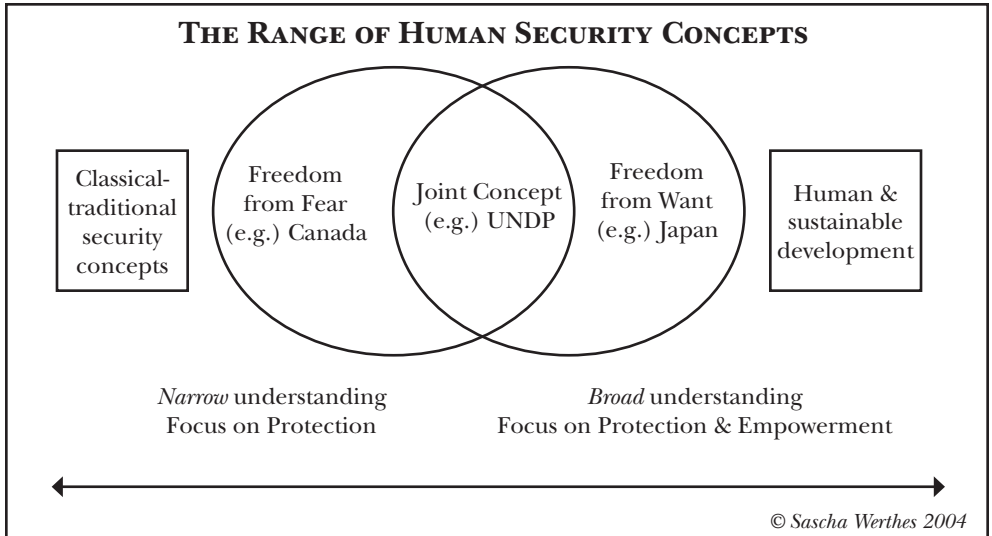 THE RANGE OF HUMAN SECURITY CONCEPTS
Classical-
traditional
security
concepts
Freedom
from Fear
(e.g.) Canada
Joint Concept
(e.g.) UNDP
Freedom
from Want
(e.g.) Japan
Human &
sustainable
development
Narrow understanding
Focus on Protection
Broad understanding
Focus on Protection & Empowerment
© Sascha Werthes 2004